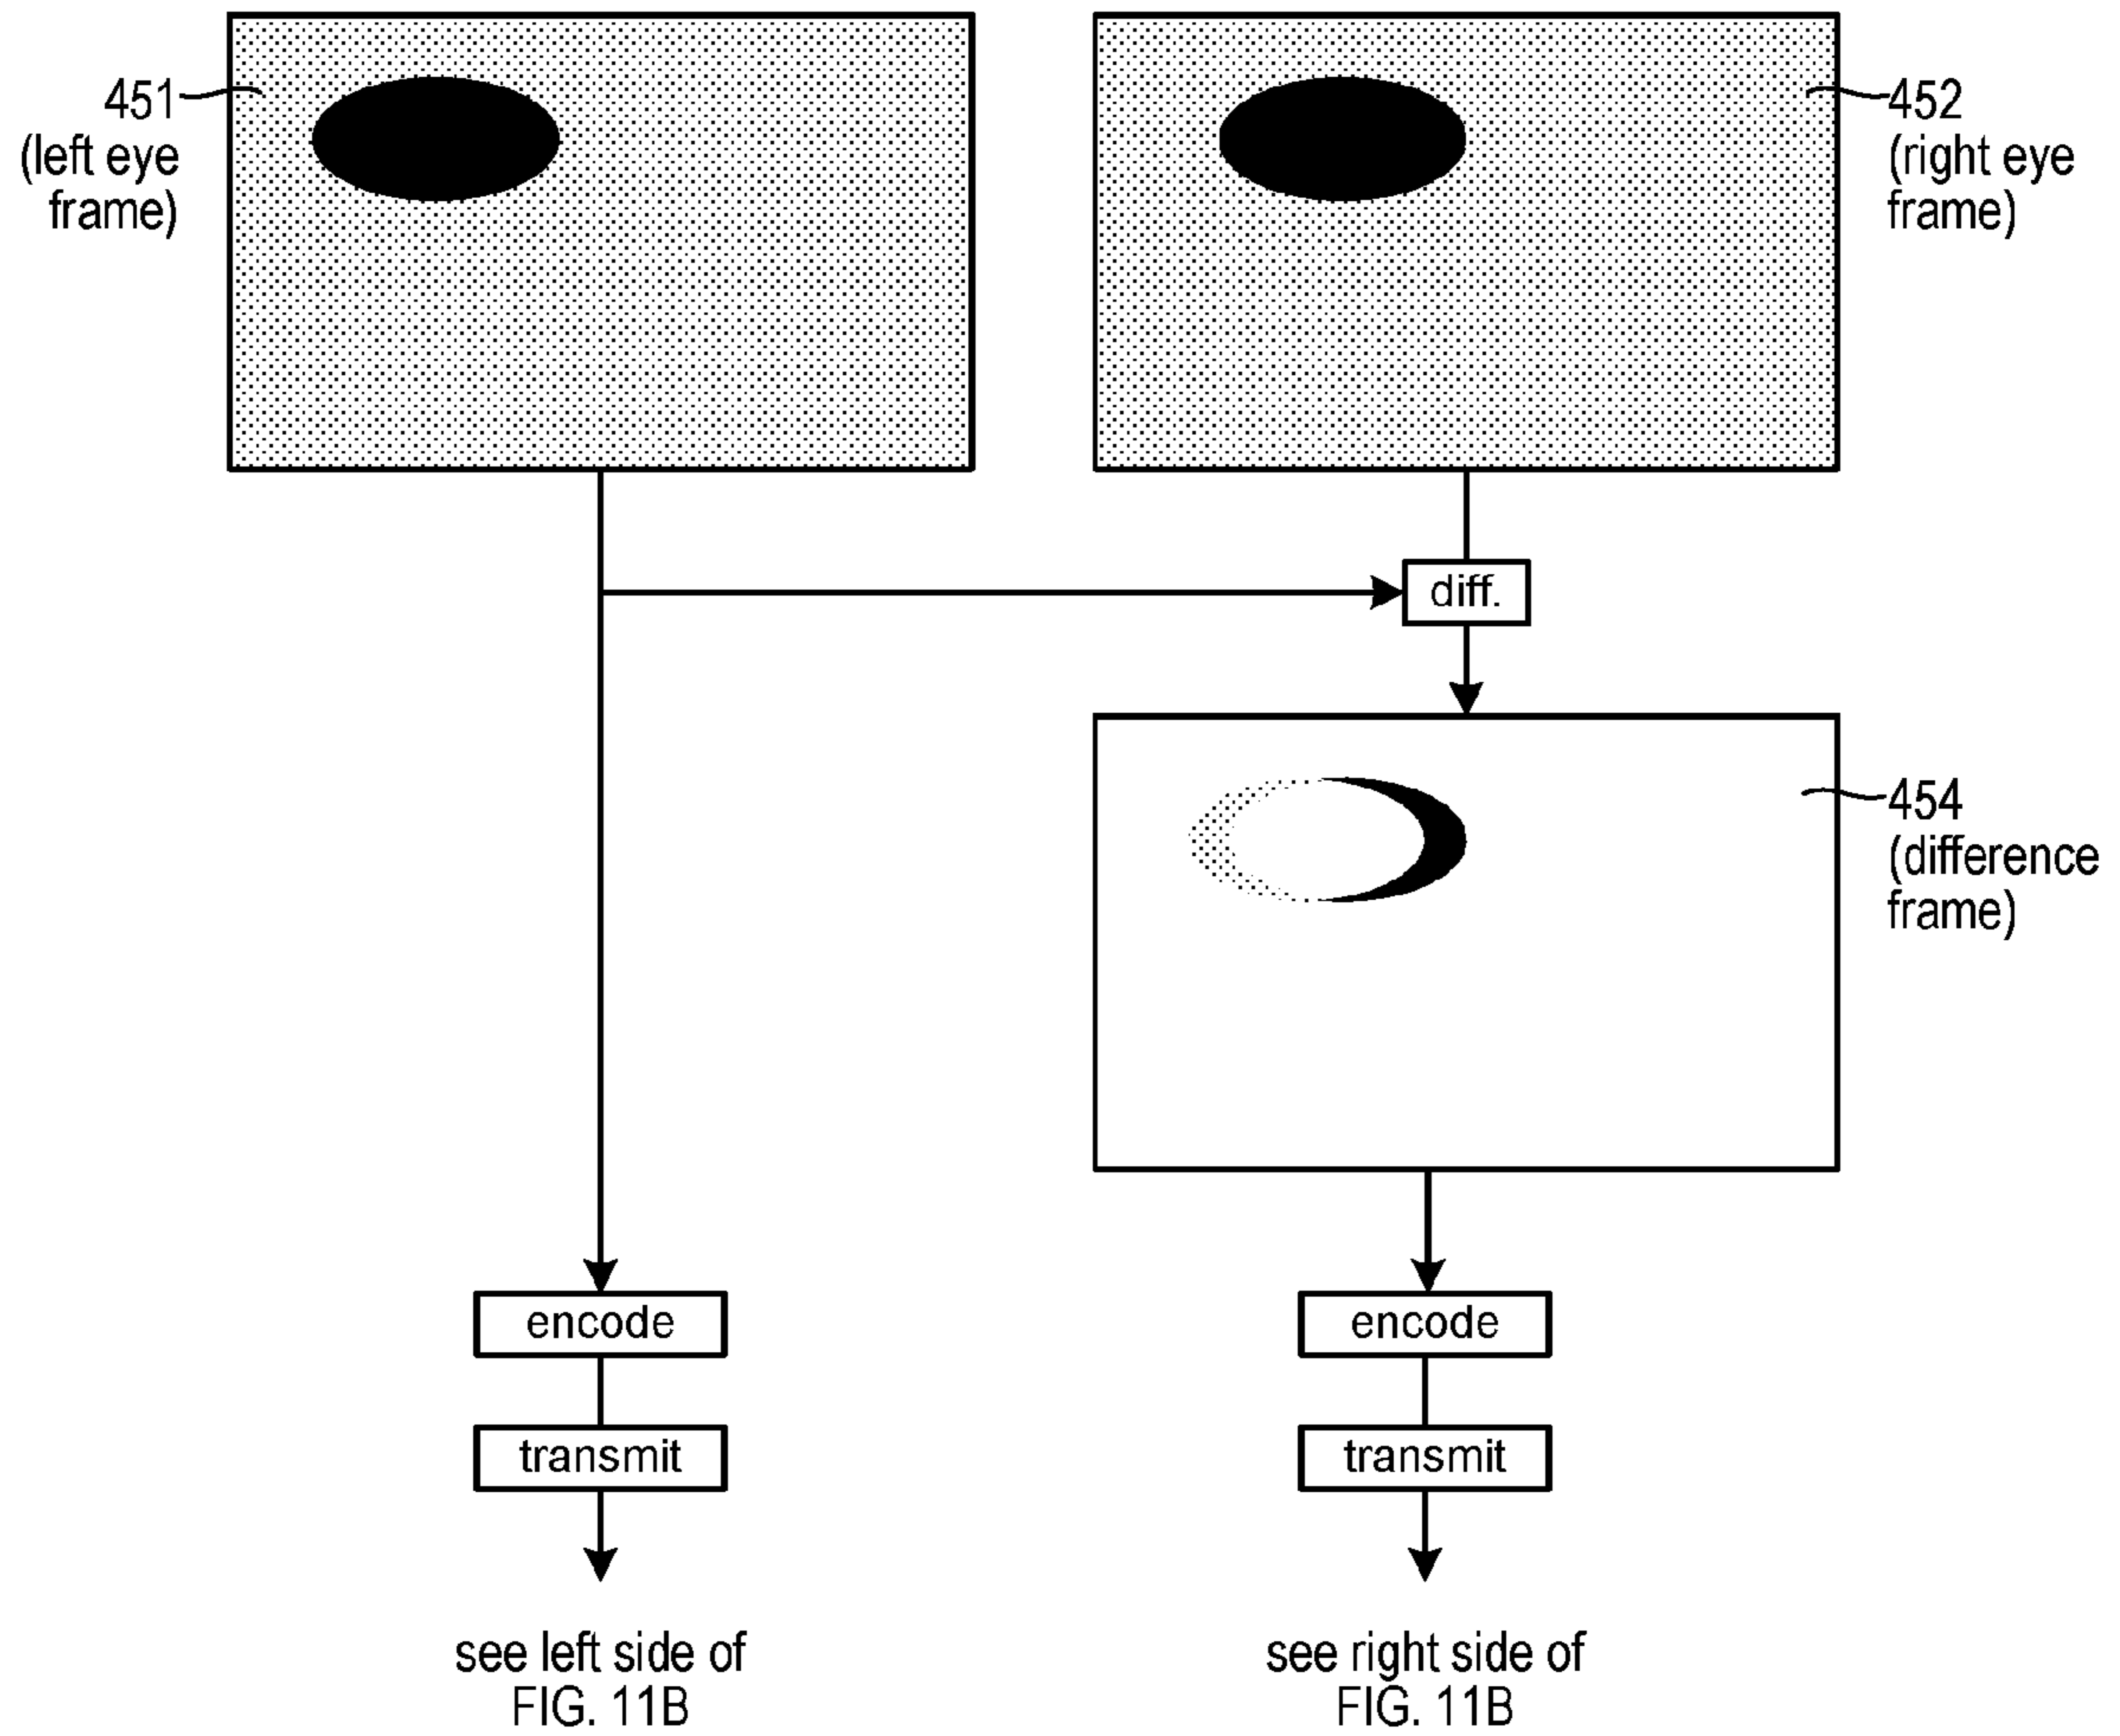 451
(left eye
frame)
452
(right eye
frame)
diff.
454
(difference
frame)
encode
encode
transmit
transmit
see left side of
FIG. 11B
see right side of
FIG. 11B